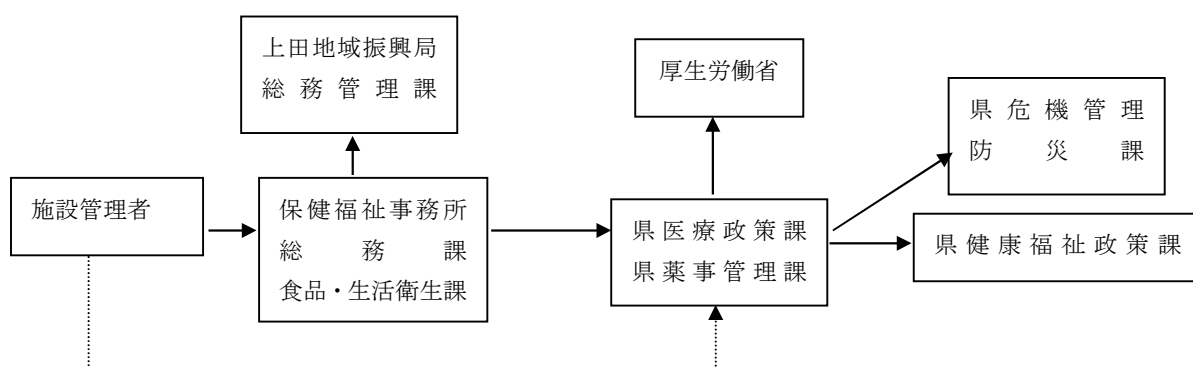 上田地域振興局
総務管理課
厚生労働省
県危機管理
防災課
施設管理者
保健福祉事務所
総務課
食品・生活衛生課
県医療政策課
県薬事管理課
県健康福祉政策課